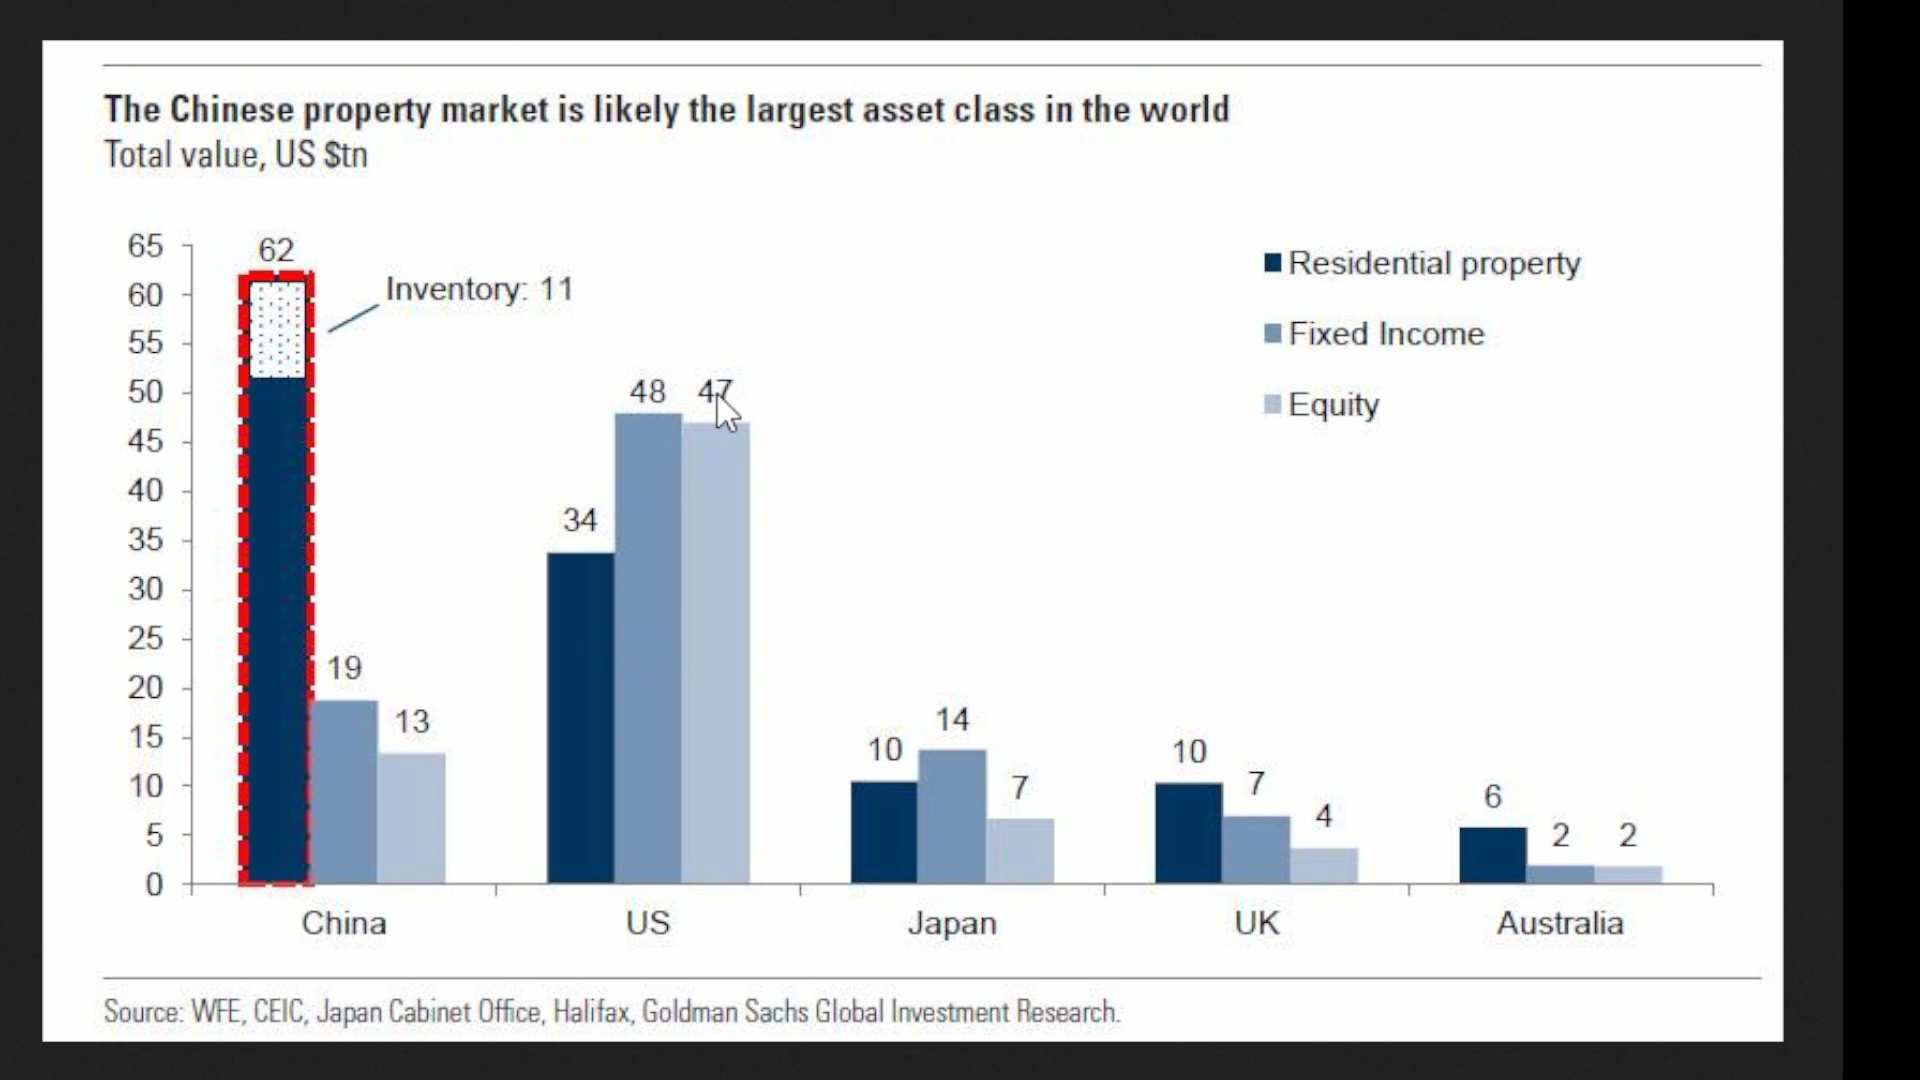 The Chinese property market is likely the largest asset class in the world
Total value, US $tn
65
60
55
50
45
40
35
30
25
20
15
10
5
0
62
Inventory: 11
19
13
34
48
47
10
14
7
10
7
4
6
2
2
Residential property
Fixed Income
Equity
China
US
Japan
UK
Australia
Source: WFE, CEIC, Japan Cabinet Office, Halifax, Goldman Sachs Global Investment Research.